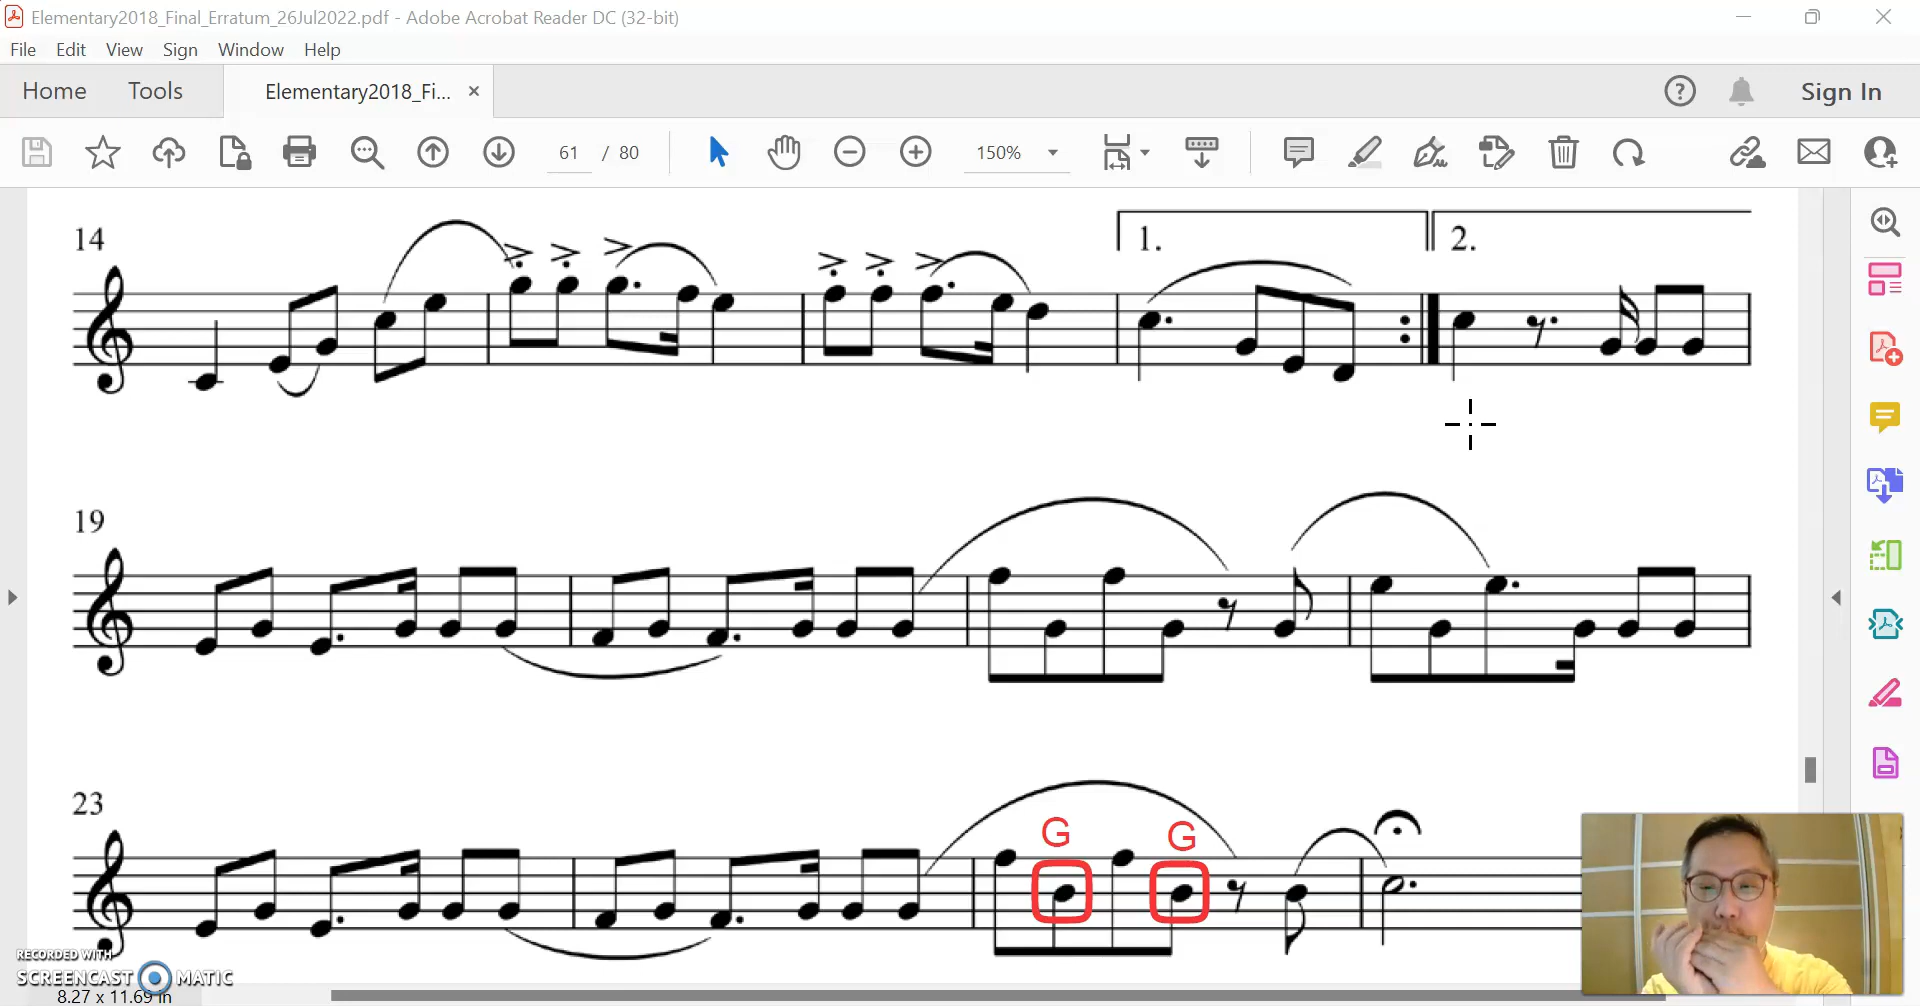 Elementary2018_Final_Erratum_26Jul2022.pdf - Adobe Acrobat Reader DC (32-bit)
File Edit View Sign Window Help
Home Tools Elementary2018_Fi... × Sign In
61 / 80 150%
14 1. 2.
19
23
G G
RECORDED WITH
SCREENCAST MATIC
8.27 x 11.69 in